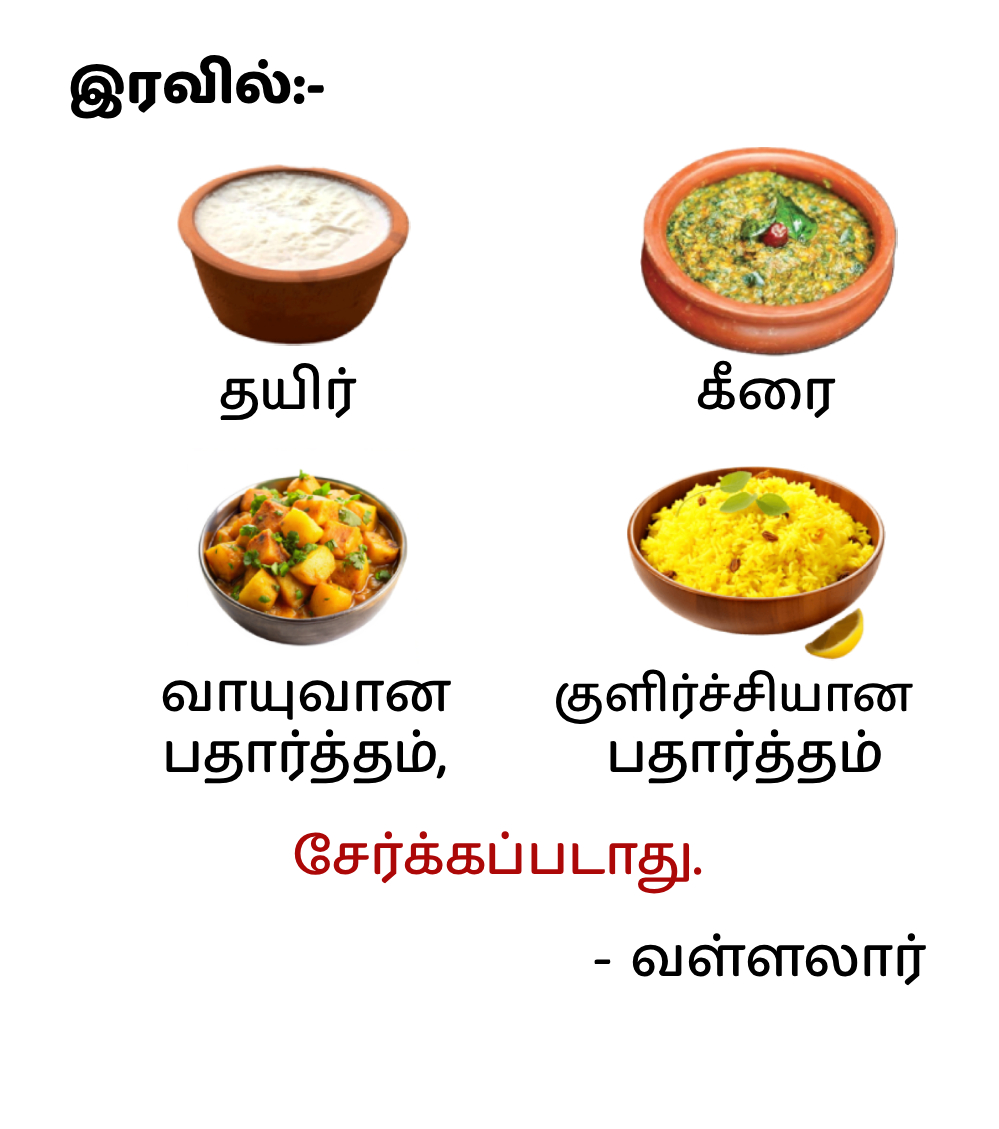 இரவில்:-
தயிர்
கீரை
வாயுவான
பதார்த்தம்,
குளிர்ச்சியான
பதார்த்தம்
சேர்க்கப்படாது.
- வள்ளலார்